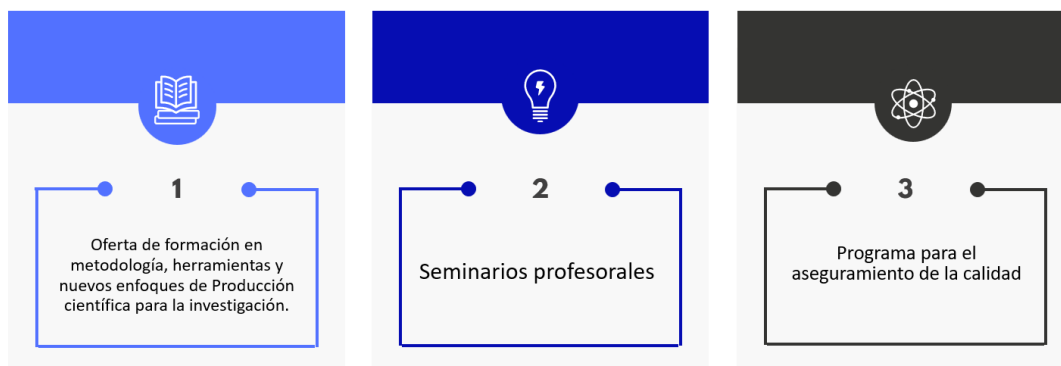 1
Oferta de formación en
metodología, herramientas y
nuevos enfoques de Producción
científica para la investigación.
2
Seminarios profesorales
3
Programa para el
aseguramiento de la calidad